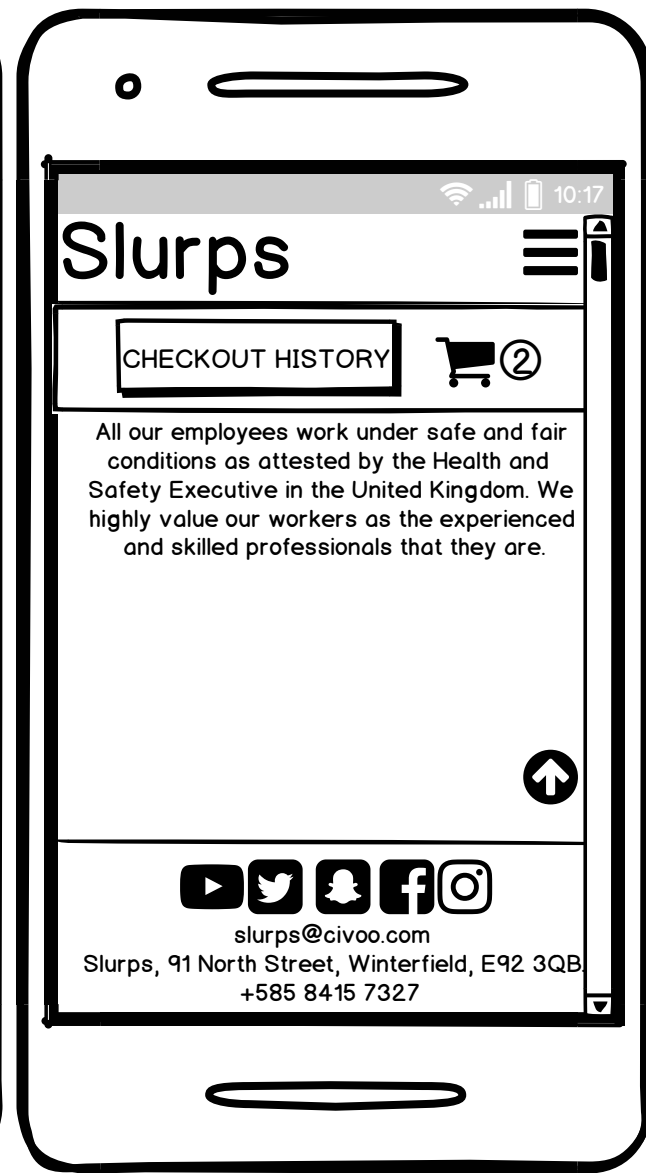 10:17
Slurps
CHECKOUT HISTORY
2
All our employees work under safe and fair
conditions as attested by the Health and
Safety Executive in the United Kingdom. We
highly value our workers as the experienced
and skilled professionals that they are.
slurps@civoo.com
Slurps, 91 North Street, Winterfield, E92 3QB.
+585 8415 7327